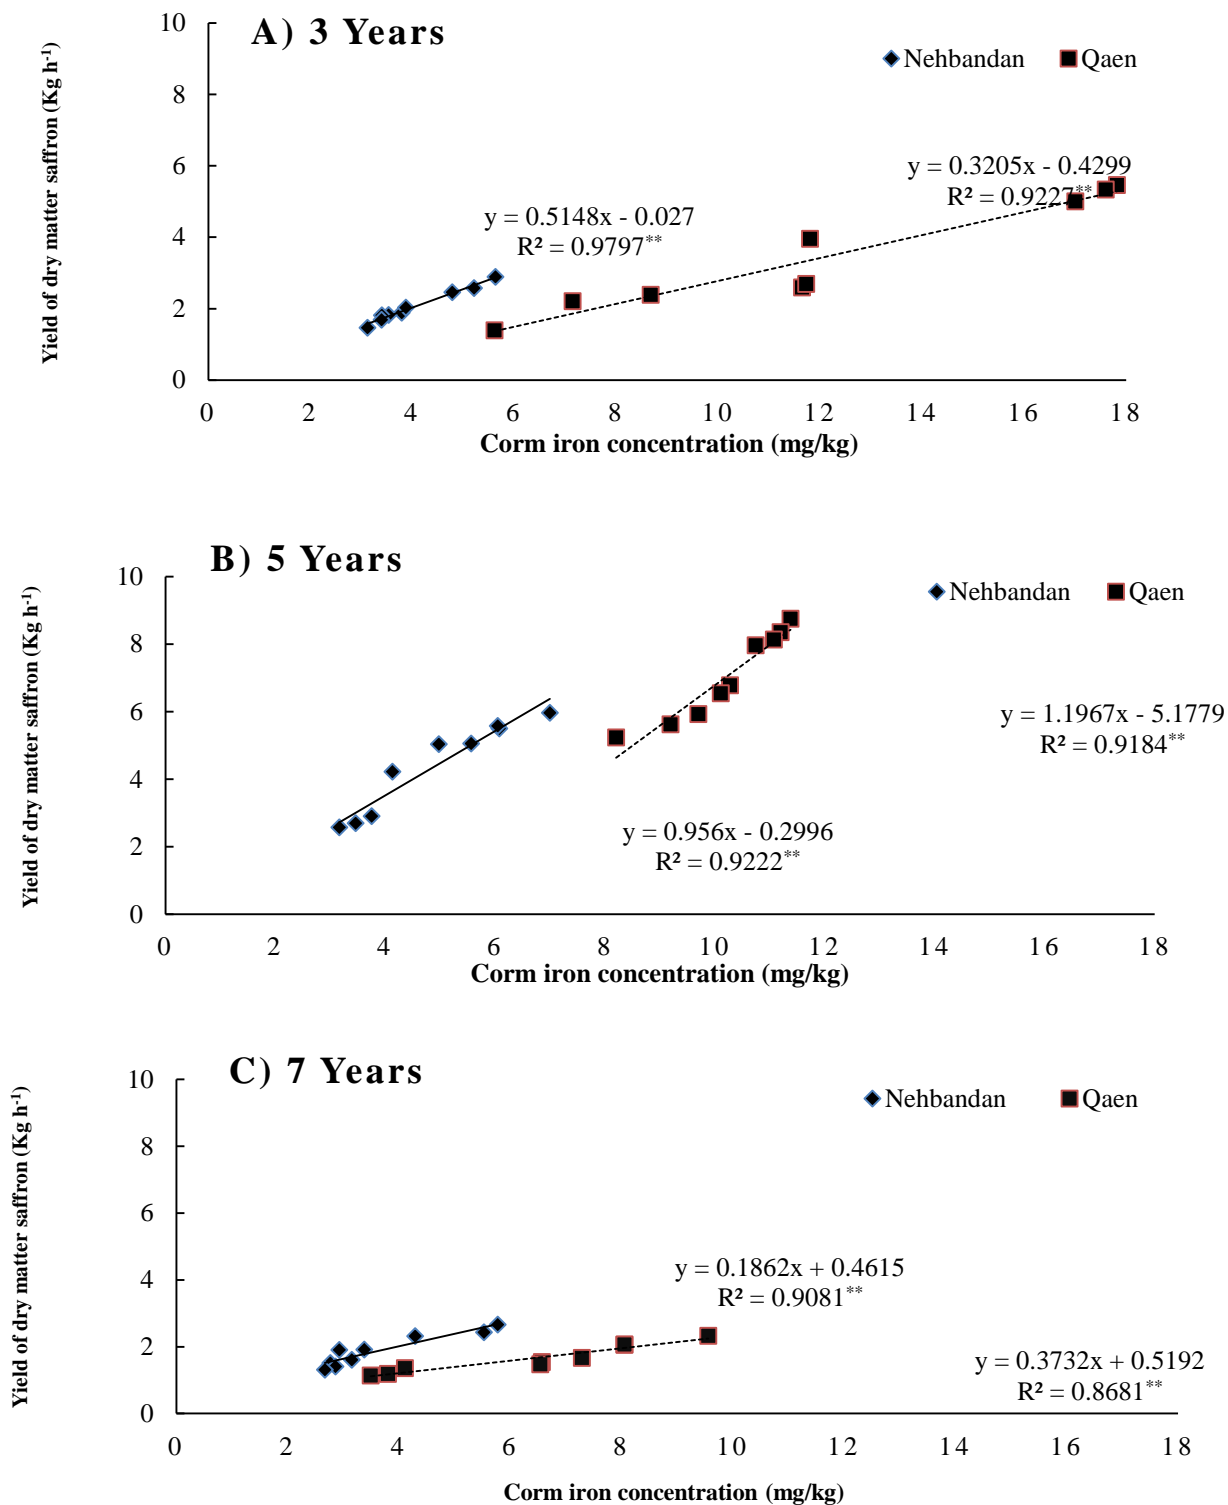 A) 3 Years
Nehbandan Qaen
Yield of dry matter saffron (Kg h-1)
10
8
6
4
2
0
y = 0.3205x - 0.4299
R² = 0.9227**
y = 0.5148x - 0.027
R² = 0.9797**
0 2 4 6 8 10 12 14 16 18
Corm iron concentration (mg/kg)
B) 5 Years
Nehbandan Qaen
Yield of dry matter saffron (Kg h-1)
10
8
6
4
2
0
y = 1.1967x - 5.1779
R² = 0.9184**
y = 0.956x - 0.2996
R² = 0.9222**
0 2 4 6 8 10 12 14 16 18
Corm iron concentration (mg/kg)
C) 7 Years
Nehbandan Qaen
Yield of dry matter saffron (Kg h-1)
10
8
6
4
2
0
y = 0.1862x + 0.4615
R² = 0.9081**
y = 0.3732x + 0.5192
R² = 0.8681**
0 2 4 6 8 10 12 14 16 18
Corm iron concentration (mg/kg)